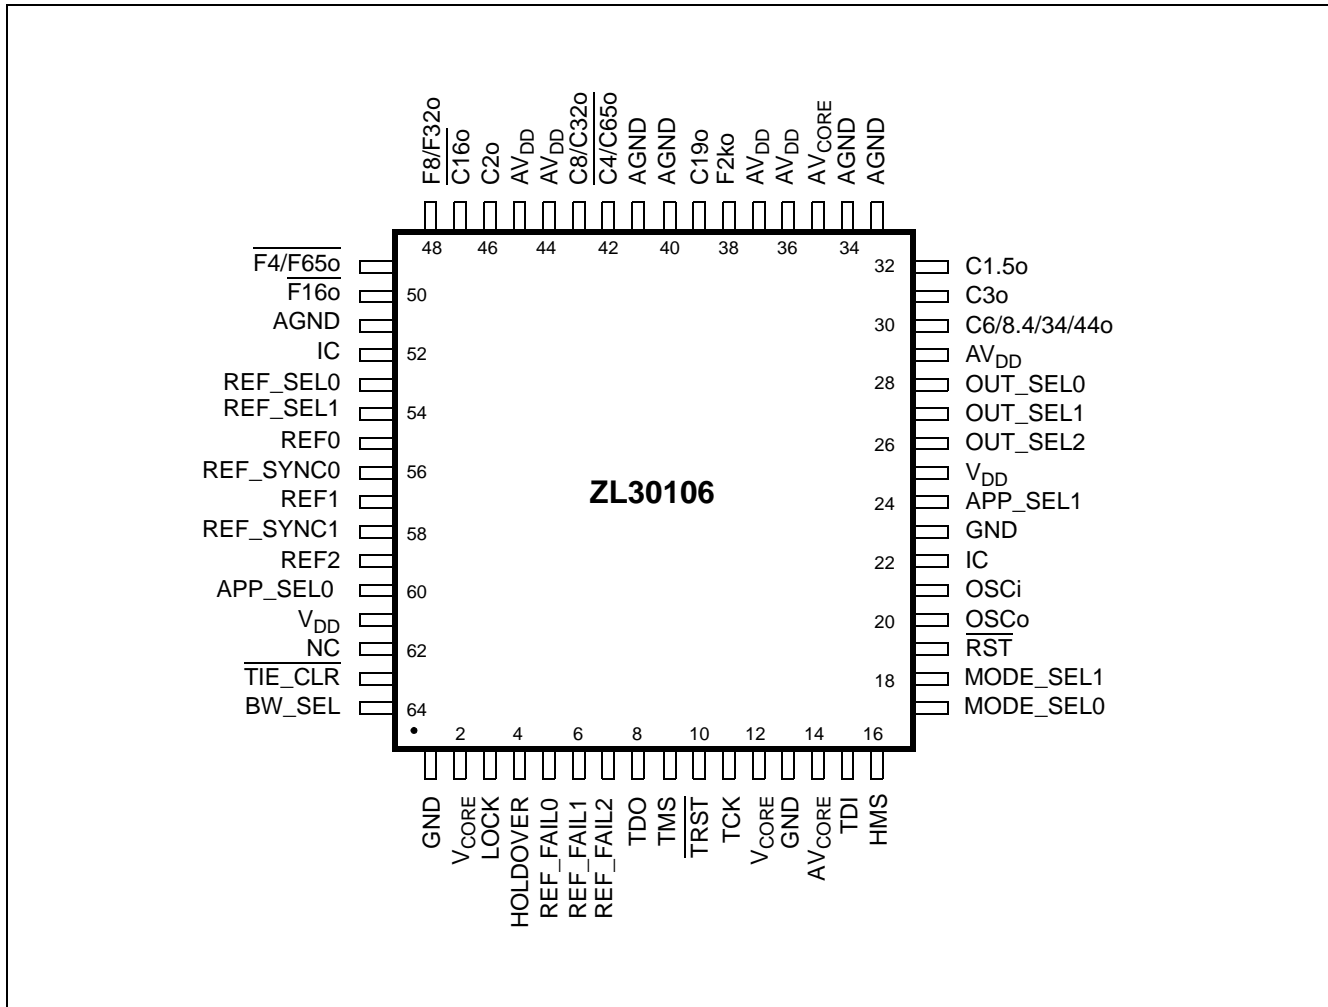 F8/F32o
C16o
C2o
AVDD
AVDD
C8/C32o
C4/C65o
AGND
AGND
C19o
F2ko
AVDD
AVDD
AVCORE
AGND
AGND
48 46 44 42 40 38 36 34
F4/F65o
F16o 50
AGND
IC 52
REF_SEL0
REF_SEL1 54
REF0
REF_SYNC0 56
REF1
REF_SYNC1 58
REF2
APP_SEL0 60
VDD
NC 62
TIE_CLR
BW_SEL 64
ZL30106
32 C1.5o
C3o
30 C6/8.4/34/44o
AVDD
28 OUT_SEL0
OUT_SEL1
26 OUT_SEL2
VDD
24 APP_SEL1
GND
22 IC
OSCi
20 OSCo
RST
18 MODE_SEL1
MODE_SEL0
2 4 6 8 10 12 14 16
GND
VCORE
LOCK
HOLDOVER
REF_FAIL0
REF_FAIL1
REF_FAIL2
TDO
TMS
TRST
TCK
VCORE
GND
AVCORE
TDI
HMS